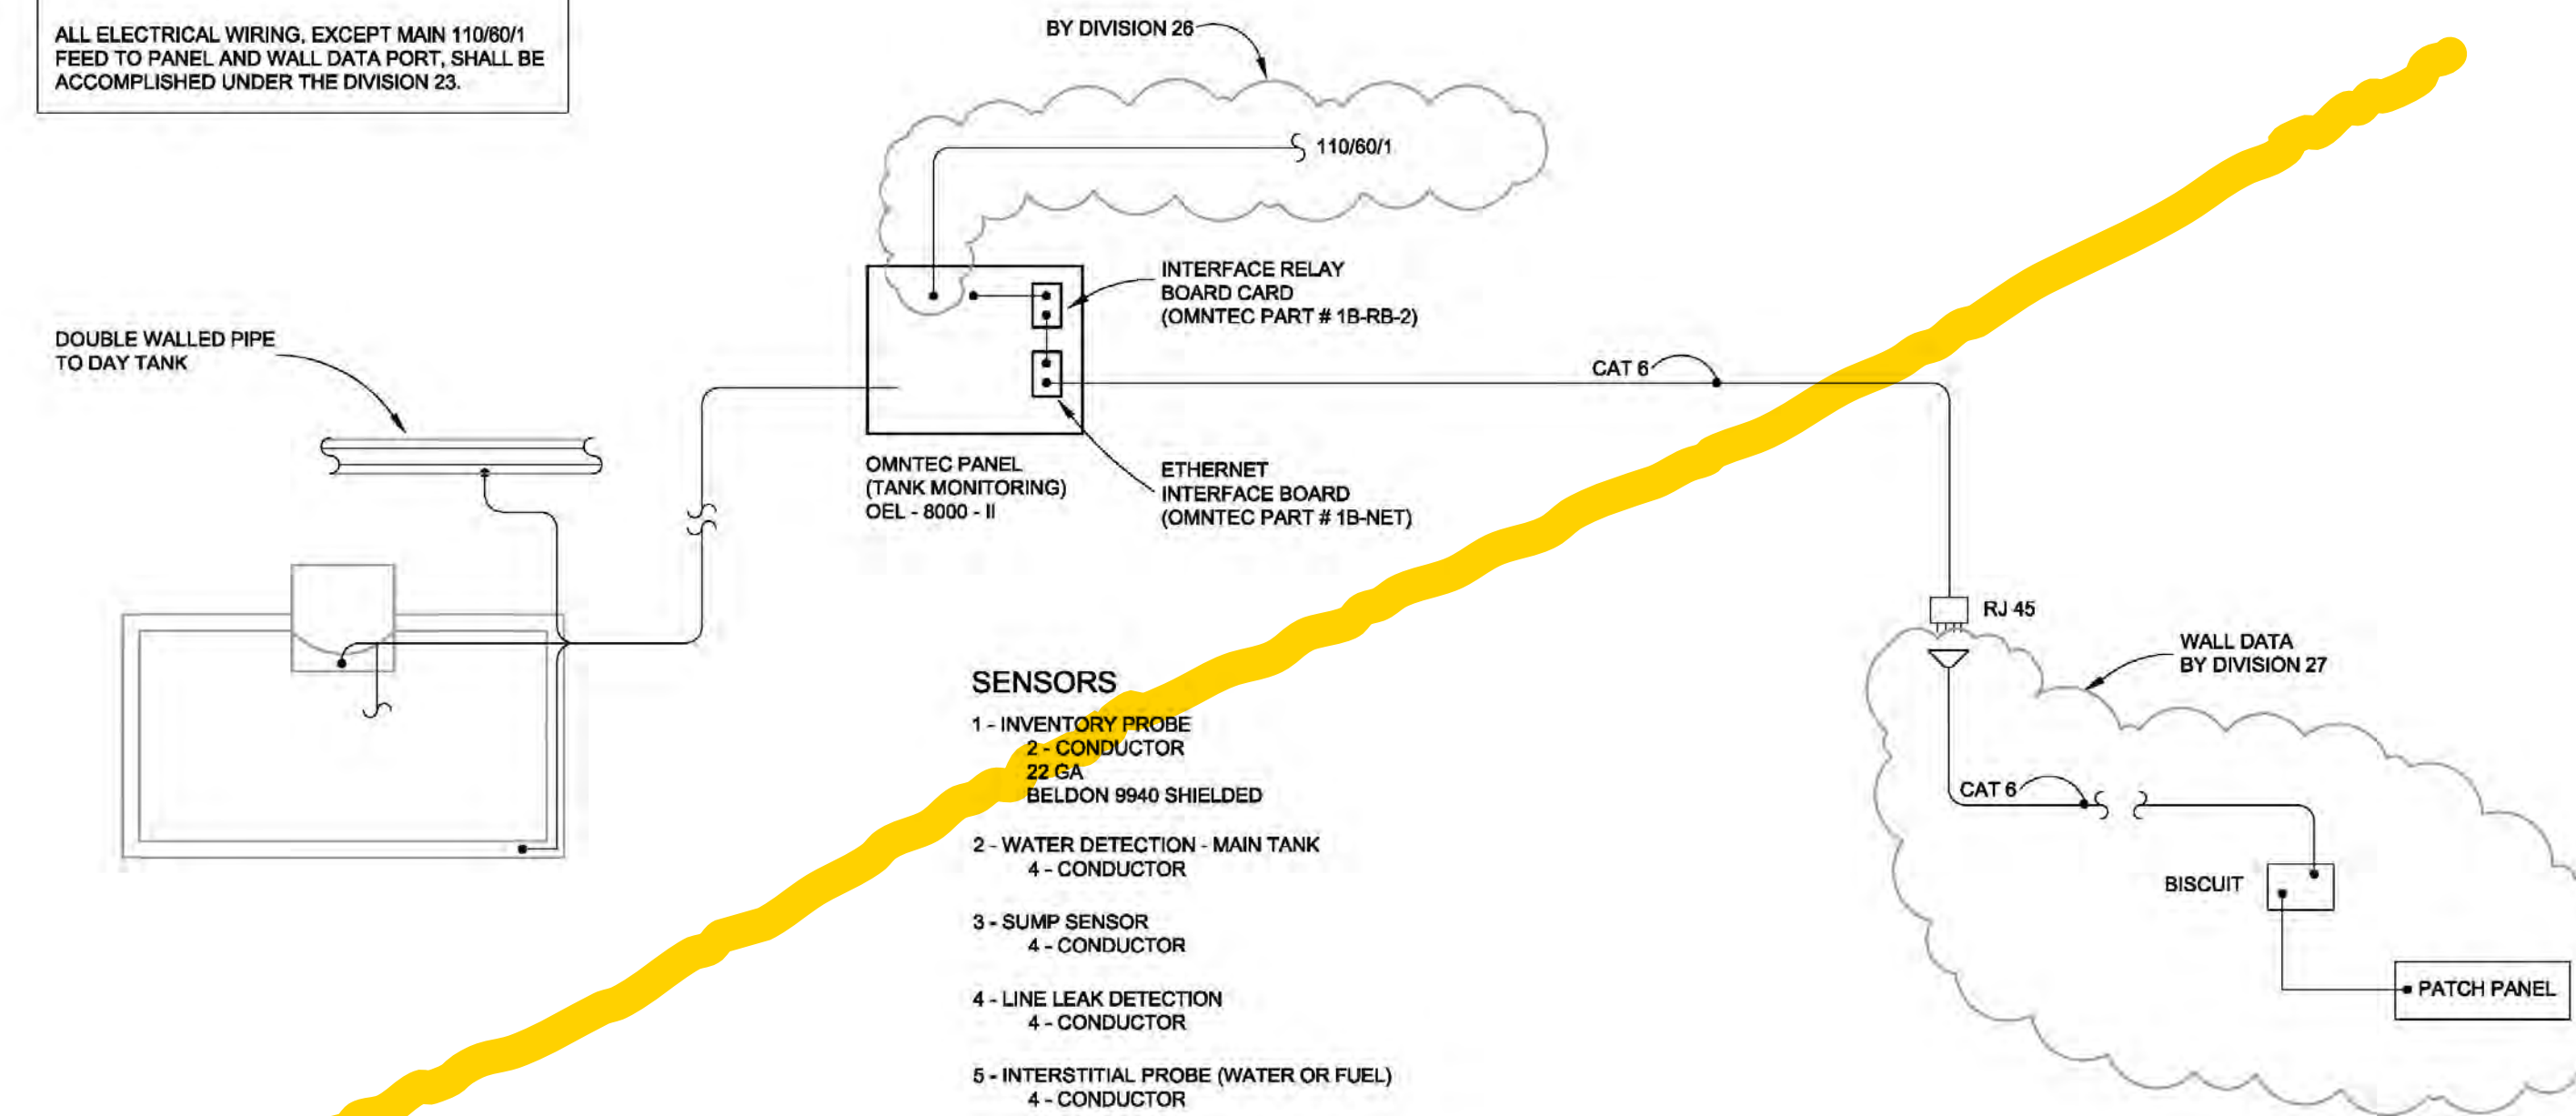 ALL ELECTRICAL WIRING, EXCEPT MAIN 110/60/1
FEED TO PANEL AND WALL DATA PORT, SHALL BE
ACCOMPLISHED UNDER THE DIVISION 23.
BY DIVISION 26
110/60/1
INTERFACE RELAY
BOARD CARD
(OMNTEC PART # 1B-RB-2)
DOUBLE WALLED PIPE
TO DAY TANK
CAT 6
OMNTEC PANEL
(TANK MONITORING)
OEL - 8000 - II
ETHERNET
INTERFACE BOARD
(OMNTEC PART # 1B-NET)
RJ 45
WALL DATA
BY DIVISION 27
SENSORS
1 - INVENTORY PROBE
2 - CONDUCTOR
22 GA
BELDON 9940 SHIELDED
2 - WATER DETECTION - MAIN TANK
4 - CONDUCTOR
3 - SUMP SENSOR
4 - CONDUCTOR
4 - LINE LEAK DETECTION
4 - CONDUCTOR
5 - INTERSTITIAL PROBE (WATER OR FUEL)
4 - CONDUCTOR
CAT 6
BISCUIT
PATCH PANEL